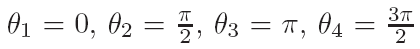 θ₁ = 0, θ₂ = π/2, θ₃ = π, θ₄ = 3π/2